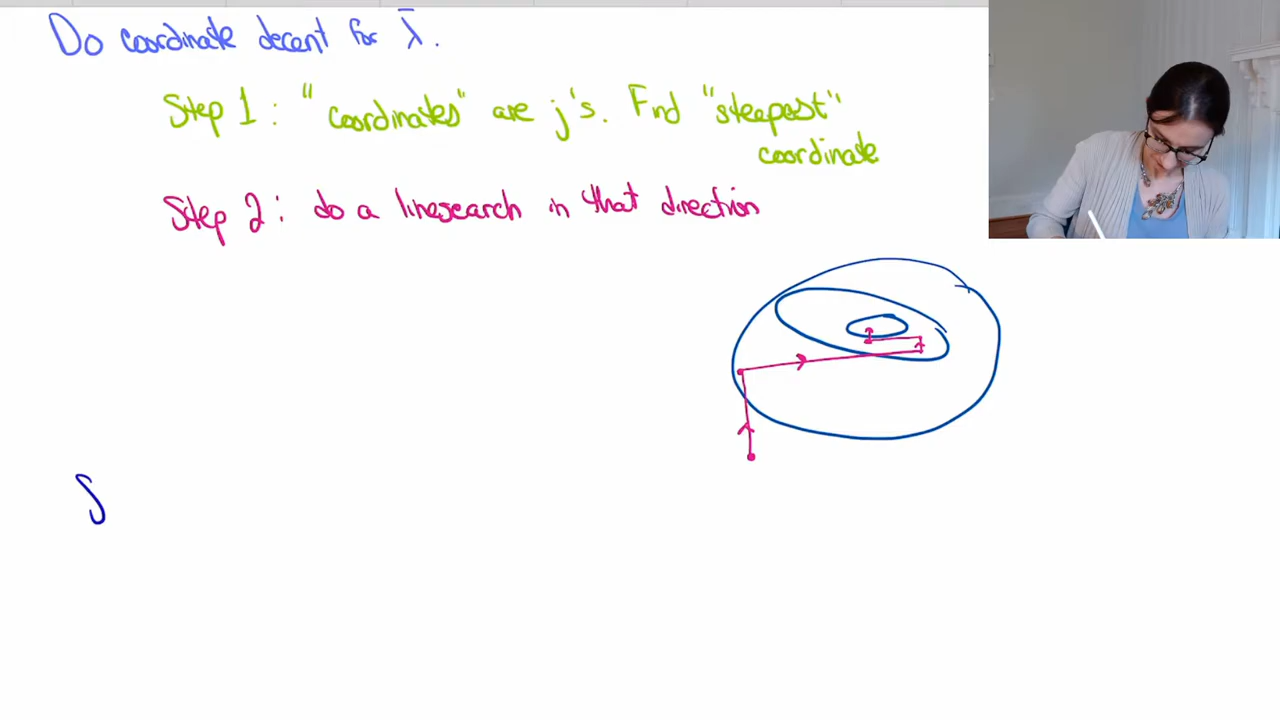 Do coordinate decent for λ̄.
Step 1: "coordinates" are j's. Find "steepest"
coordinate
Step 2: do a linesearch in that direction
S